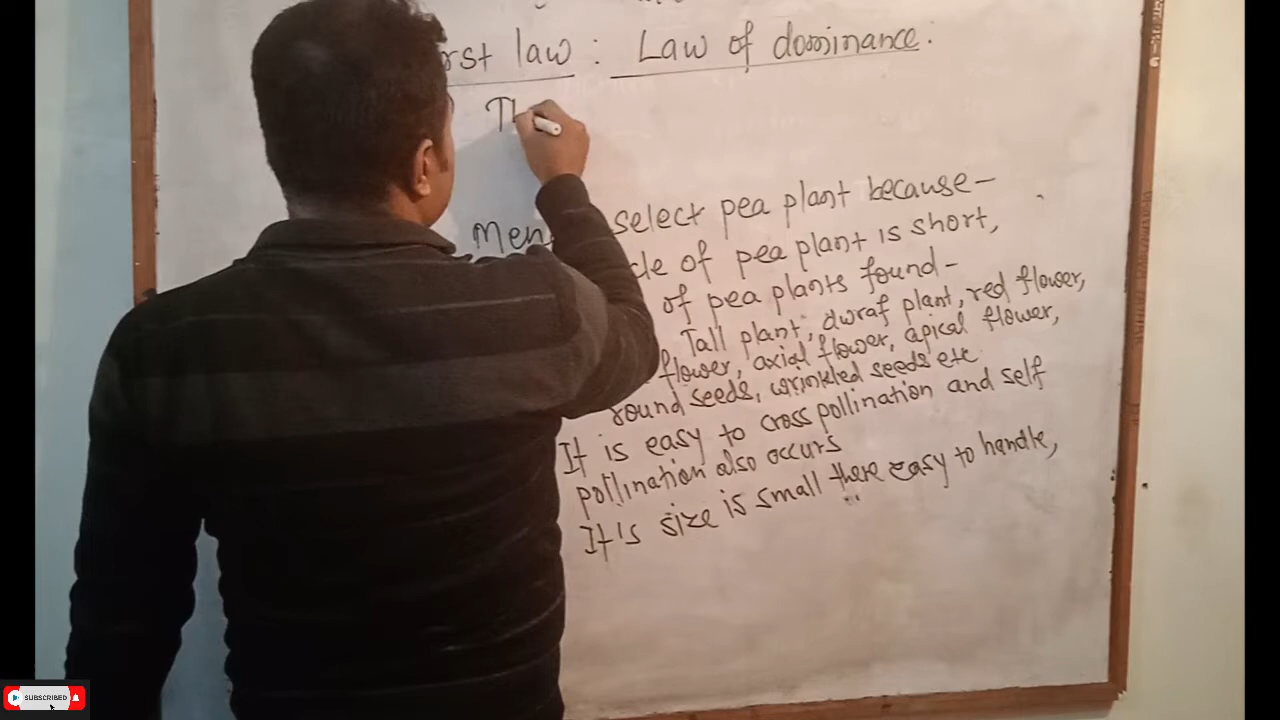 rst law : Law of dominance.
Th
Men select pea plant because-
cle of pea plant is short,
of pea plants found-
Tall plant, dwraf plant, red flower,
flower, axial flower, apical flower,
round seeds, wrinkled seeds etc
It is easy to cross pollination and self
pollination also occurs
It's size is small there easy to handle,
SUBSCRIBED